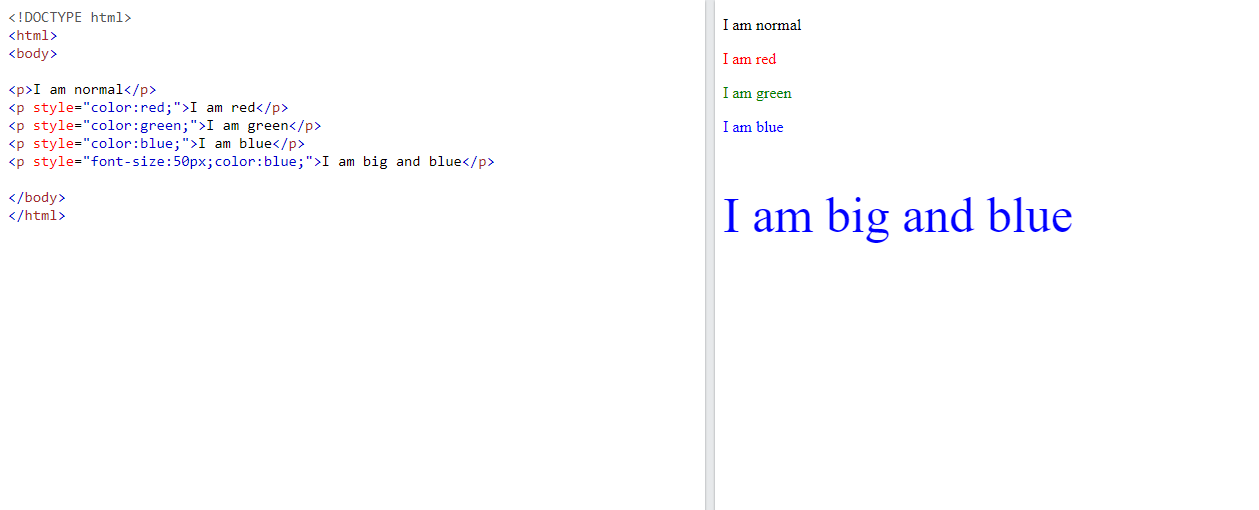 <!DOCTYPE html>
<html>
<body>
<p>I am normal</p>
<p style="color:red;">I am red</p>
<p style="color:green;">I am green</p>
<p style="color:blue;">I am blue</p>
<p style="font-size:50px;color:blue;">I am big and blue</p>
</body>
</html>
I am normal
I am red
I am green
I am blue
I am big and blue